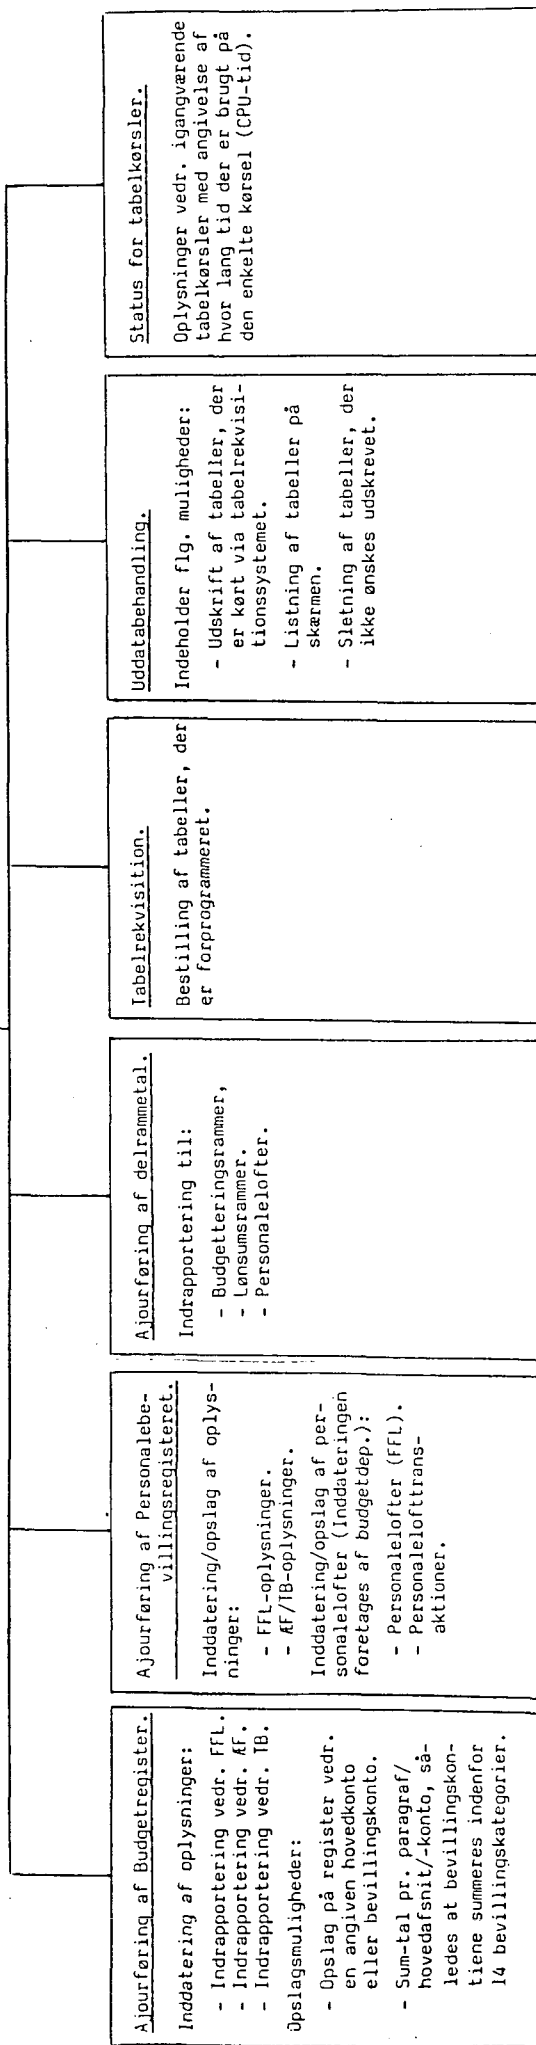 Ajourføring af Budgetregister.
Inddatering af oplysninger:
- Indrapportering vedr. FFL.
- Indrapportering vedr. ÆF.
- Indrapportering vedr. TB.
Opslagsmuligheder:
- Opslag på register vedr.
en angiven hovedkonto
eller bevillingskonto.
- Sum-tal pr. paragraf/
hovedafsnit/-konto, så-
ledes at bevillingskon-
tiene summeres indenfor
14 bevillingskategorier.
Ajourføring af Personalebe-
villingsregisteret.
Inddatering/opslag af oplys-
ninger:
- FFL-oplysninger.
- ÆF/TB-oplysninger.
Inddatering/opslag af per-
sonalelofter (Inddateringen
foretages af budgetdep.):
- Personalelofter (FFL).
- Personalelofttrans-
aktioner.
Ajourføring af delrammetal.
Indrapportering til:
- Budgetteringsrammer,
- Lønsumsrammer.
- Personalelofter.
Tabelrekvisition.
Bestilling af tabeller, der
er forprogrammeret.
Uddatabehandling.
Indeholder flg. muligheder:
- Udskrift af tabeller, der
er kørt via tabelrekvisi-
tionssystemet.
- Listning af tabeller på
skærmen.
- Sletning af tabeller, der
ikke ønskes udskrevet.
Status for tabelkørsler.
Oplysninger vedr. igangværende
tabelkørsler med angivelse af
hvor lang tid der er brugt på
den enkelte kørsel (CPU-tid).